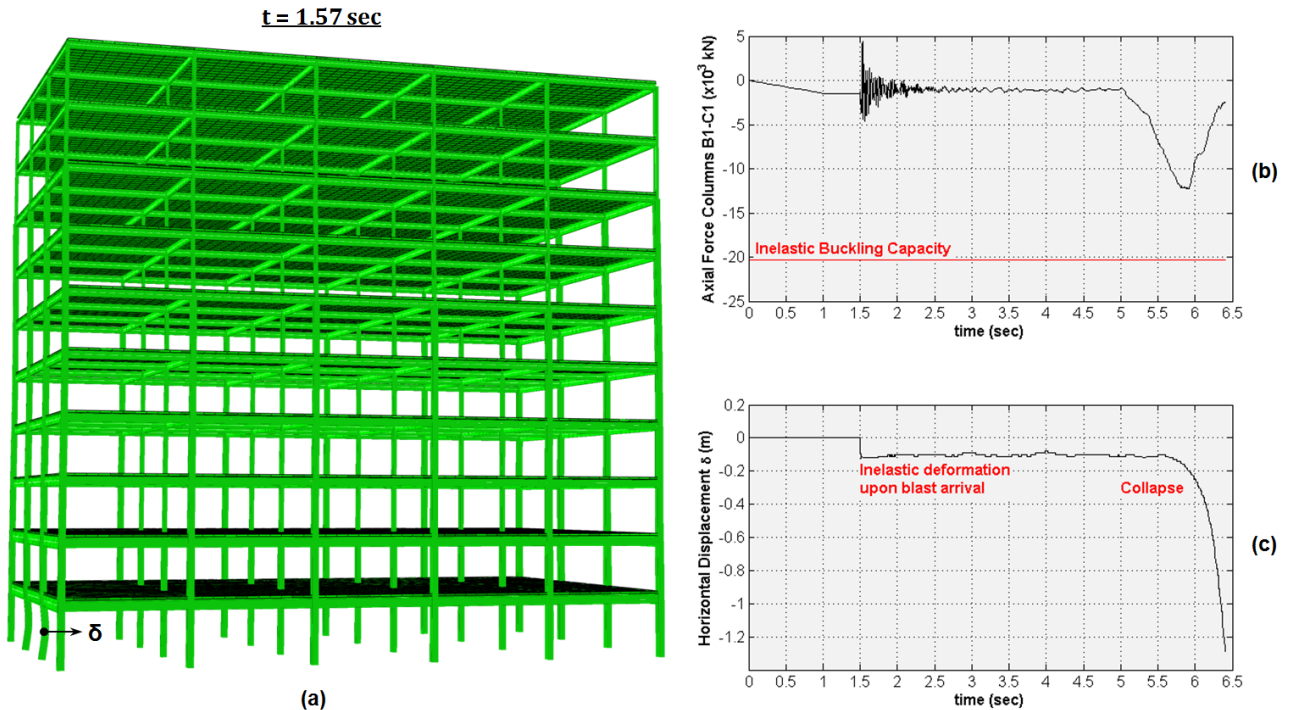 t = 1.57 sec
δ
(a)
Axial Force Columns B1-C1 (x10³ kN)
5
0
-5
-10
-15
-20
-25
Inelastic Buckling Capacity
0 0.5 1 1.5 2 2.5 3 3.5 4 4.5 5 5.5 6 6.5
time (sec)
(b)
Horizontal Displacement δ (m)
0.2
0
-0.2
-0.4
-0.6
-0.8
-1
-1.2
Inelastic deformation
upon blast arrival
Collapse
0 0.5 1 1.5 2 2.5 3 3.5 4 4.5 5 5.5 6 6.5
time (sec)
(c)